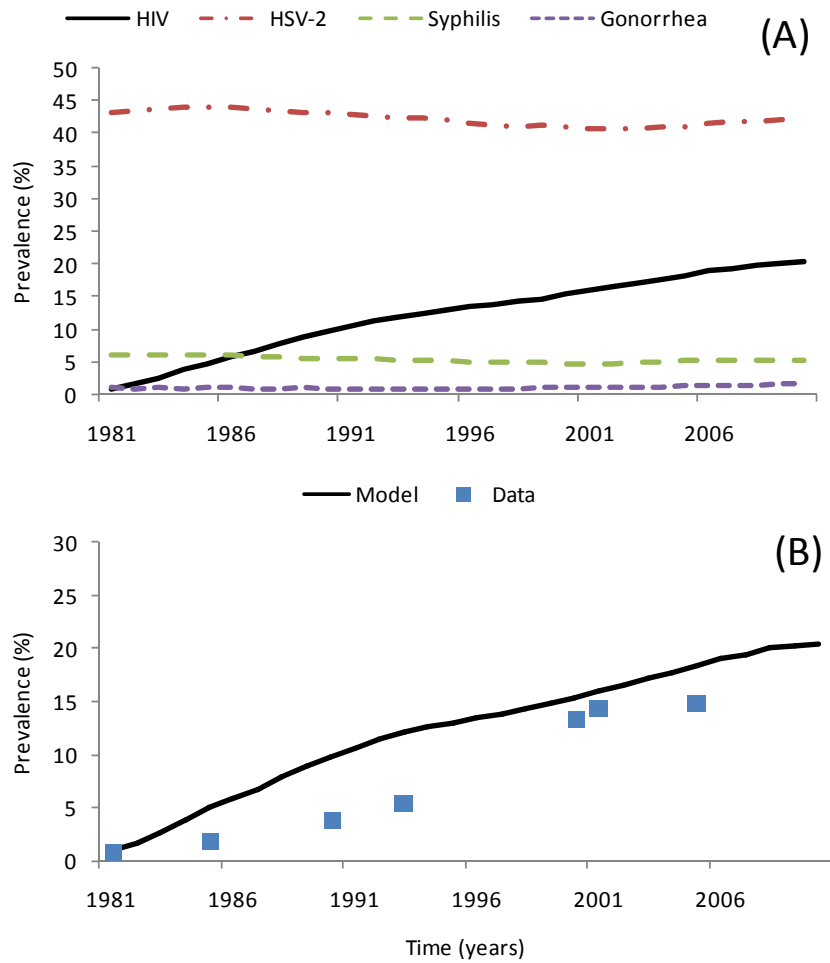 HIV HSV-2 Syphilis Gonorrhea
(A)
50
45
40
35
30
25
20
15
10
5
0
Prevalence (%)
1981 1986 1991 1996 2001 2006
Model Data
(B)
30
25
20
15
10
5
0
Prevalence (%)
1981 1986 1991 1996 2001 2006
Time (years)